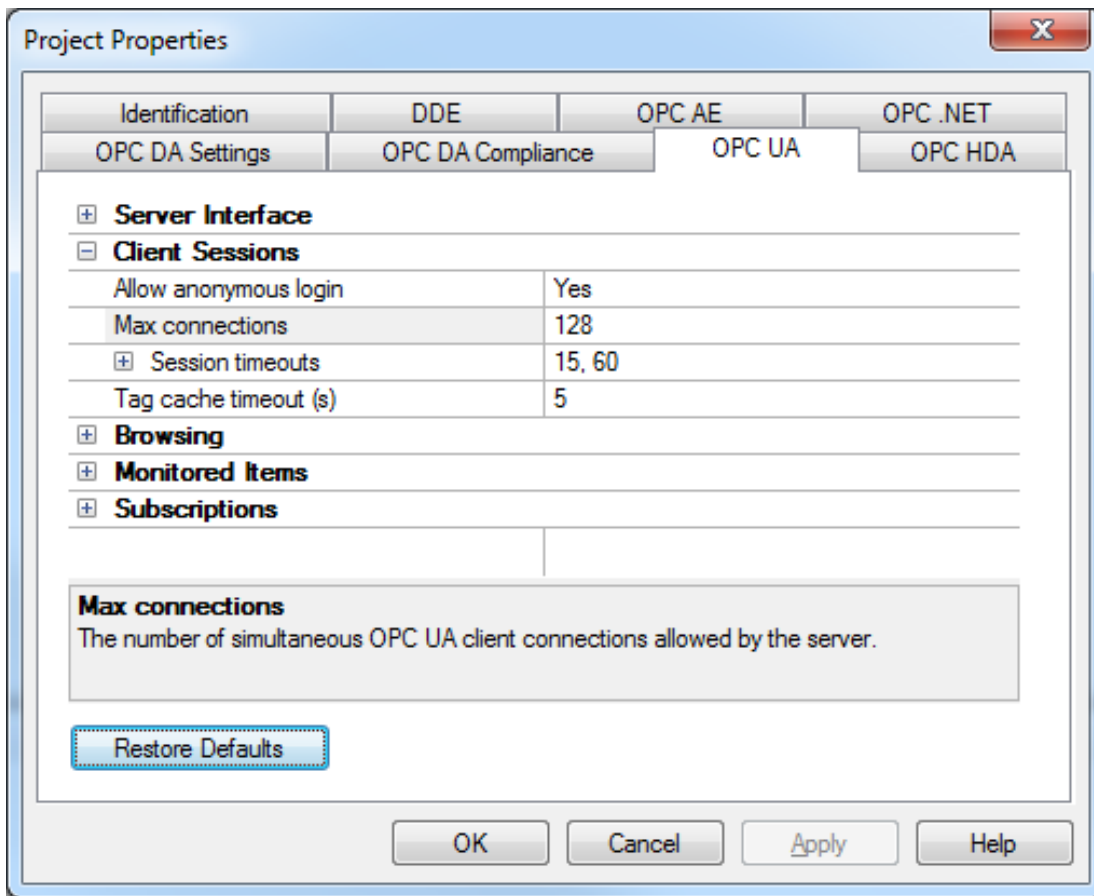 Project Properties
Identification DDE OPC AE OPC .NET
OPC DA Settings OPC DA Compliance OPC UA OPC HDA
Server Interface
Client Sessions
Allow anonymous login Yes
Max connections 128
Session timeouts 15, 60
Tag cache timeout (s) 5
Browsing
Monitored Items
Subscriptions
Max connections
The number of simultaneous OPC UA client connections allowed by the server.
Restore Defaults
OK Cancel Apply Help